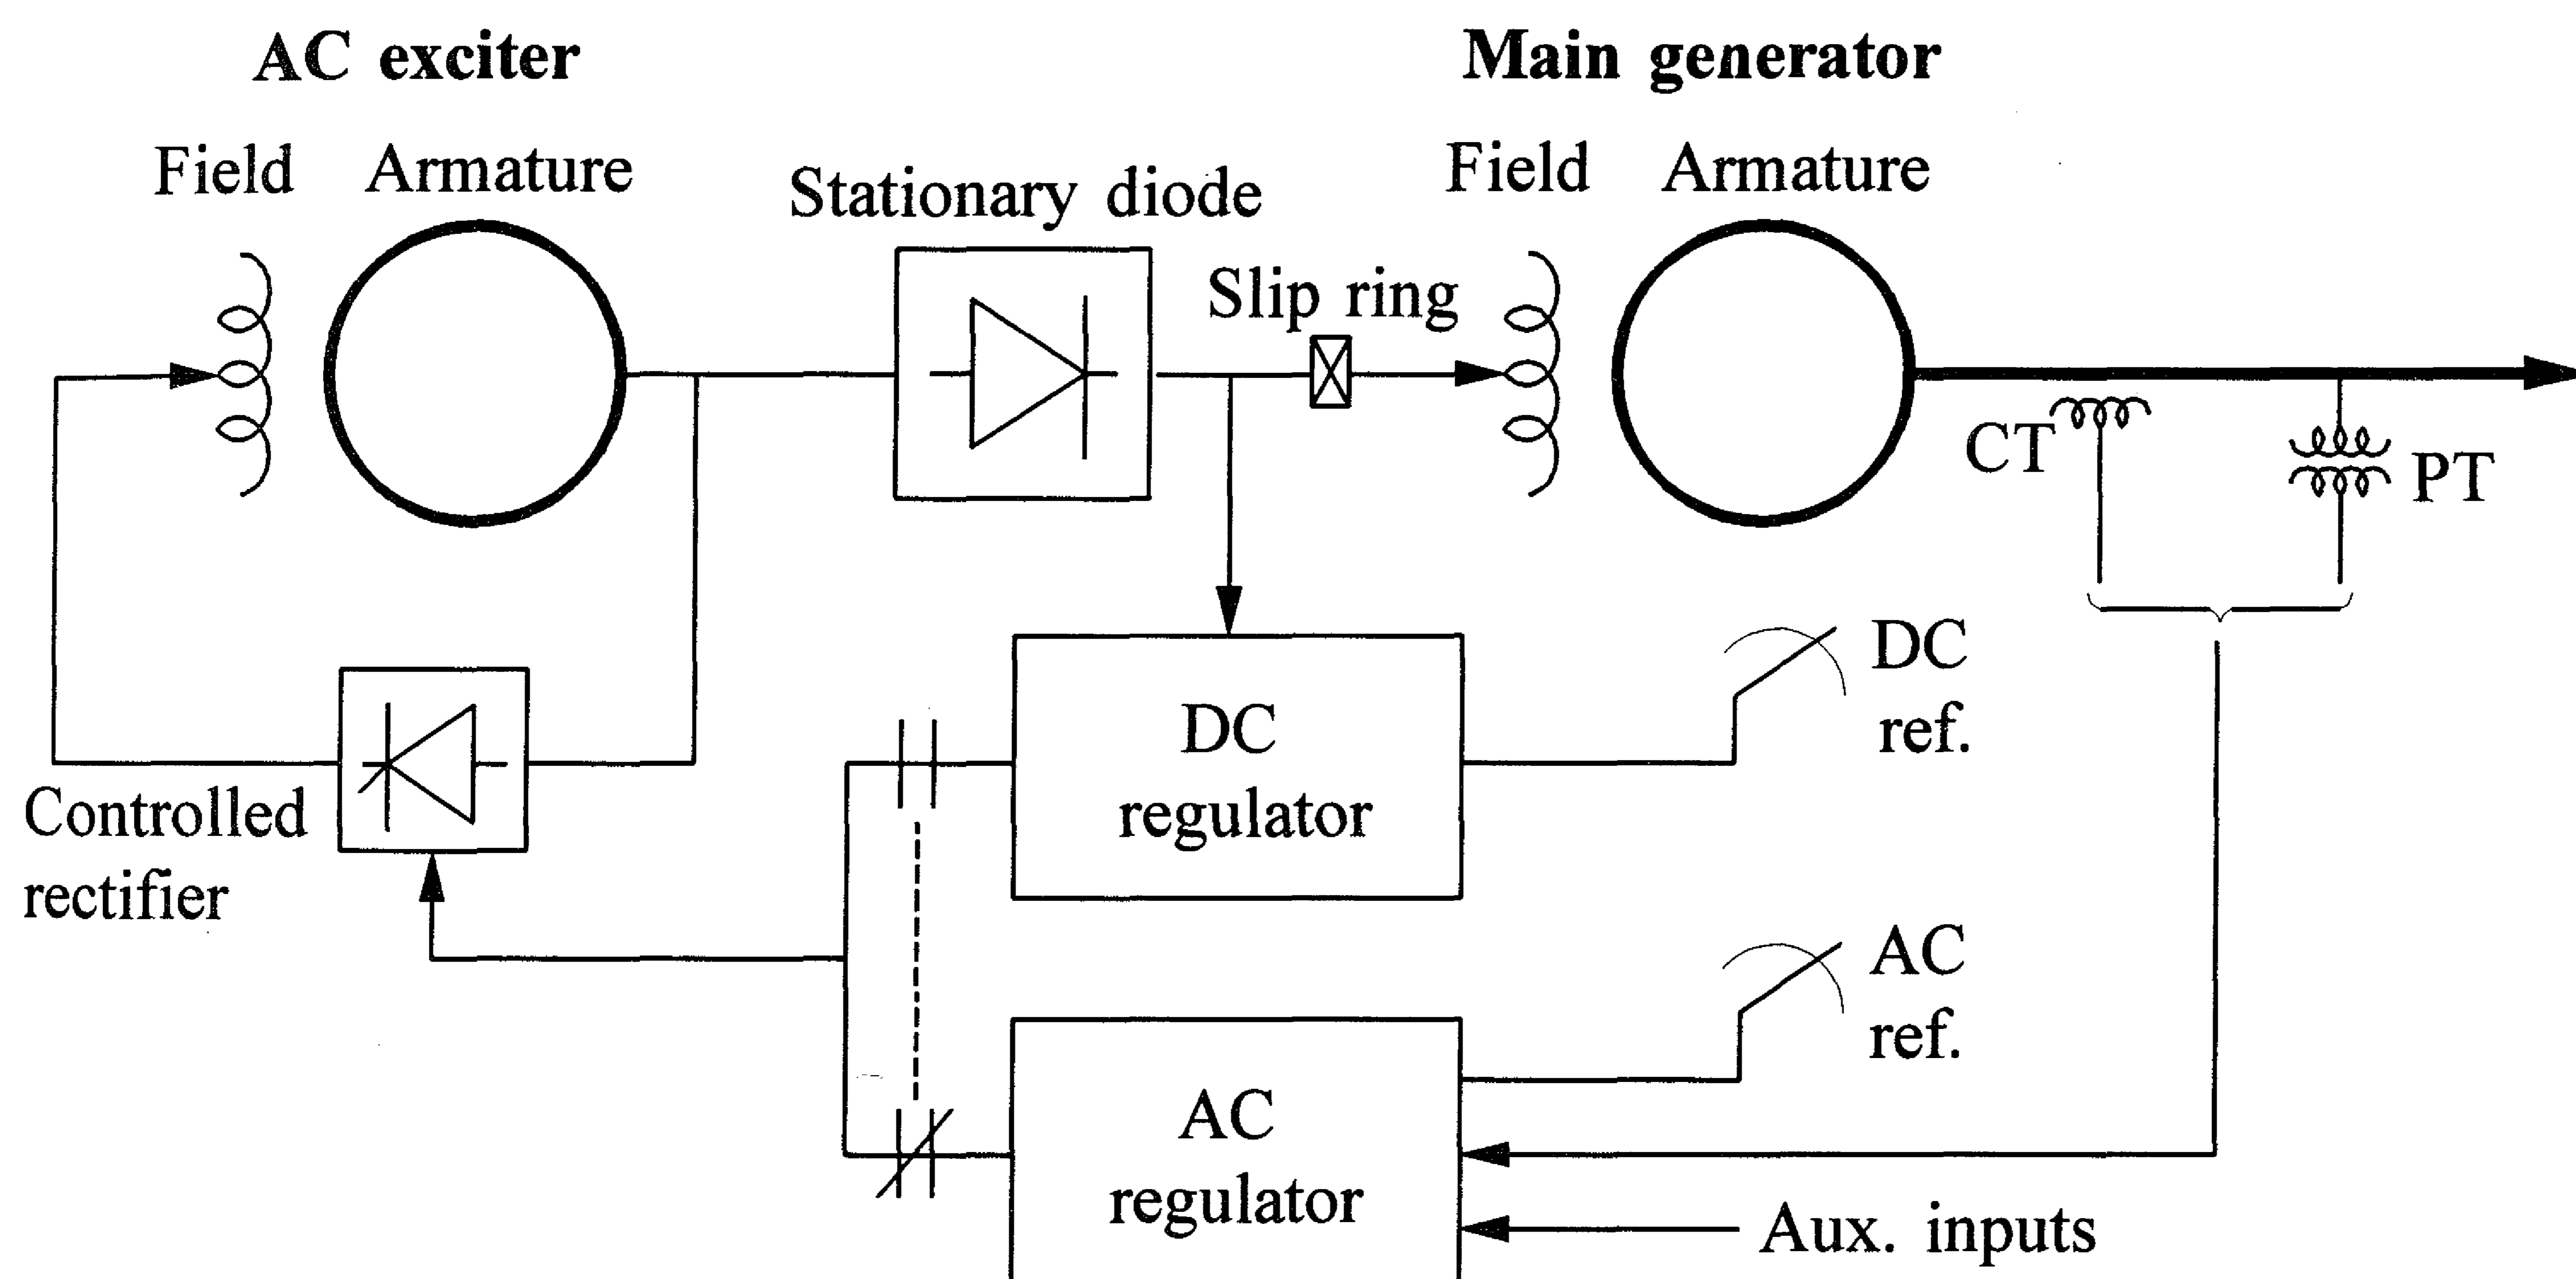 AC exciter
Main generator
Field
Armature
Field
Armature
Stationary diode
Slip ring
CT
PT
DC
ref.
DC
regulator
Controlled
rectifier
AC
ref.
AC
regulator
Aux. inputs